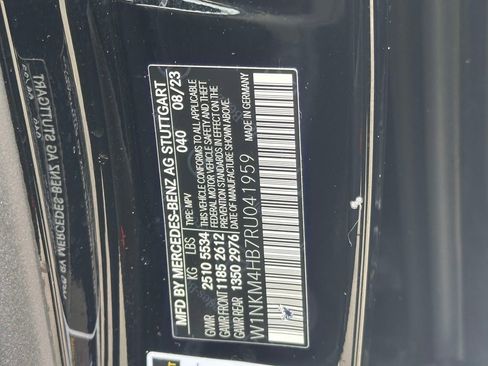 MFD BY MERCEDES-BENZ AG STUTTGART
040 08/23
KG LBS TYPE: MPV
GVWR 2510 5534 THIS VEHICLE CONFORMS TO ALL APPLICABLE
GAWR FRONT 1185 2612 FEDERAL MOTOR VEHICLE SAFETY AND THEFT
GAWR REAR 1350 2976 PREVENTION STANDARDS IN EFFECT ON THE
DATE OF MANUFACTURE SHOWN ABOVE.
W1NKM4HB7RU041959 MADE IN GERMANY